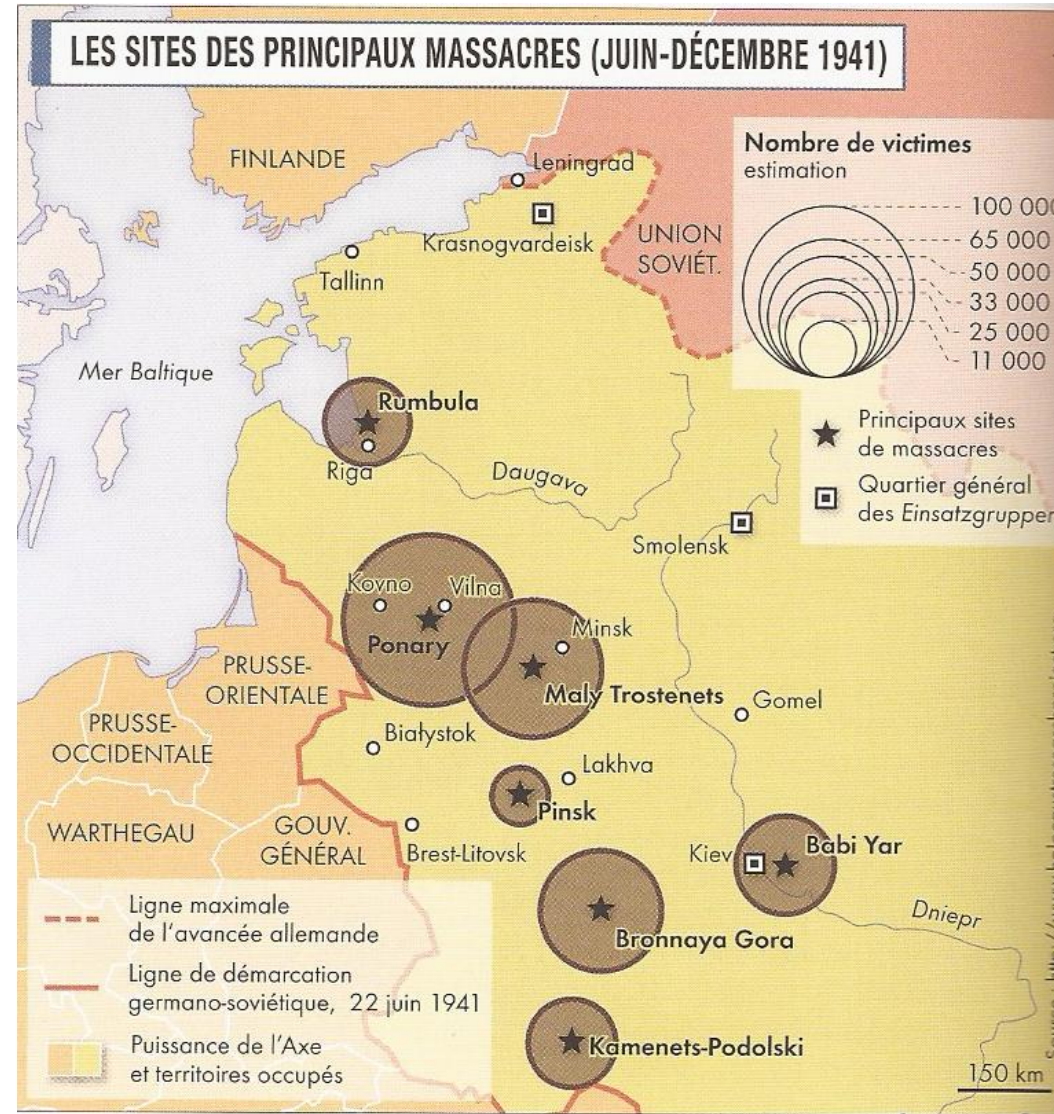 LES SITES DES PRINCIPAUX MASSACRES (JUIN-DÉCEMBRE 1941)
FINLANDE
Leningrad
Krasnogvardeisk
UNION
SOVIÉT.
Tallinn
Nombre de victimes
estimation
100 000
65 000
50 000
33 000
25 000
11 000
Principaux sites
de massacres
Quartier général
des Einsatzgruppen
Mer Baltique
Rumbula
Riga
Daugava
Smolensk
Kovno
Vilna
Ponary
Minsk
Maly Trostenets
PRUSSE-
ORIENTALE
PRUSSE-
OCCIDENTALE
Gomel
Białystok
Lakhva
Pinsk
WARTHEGAU
GOUV.
GÉNÉRAL
Brest-Litovsk
Kiev
Babi Yar
Dniepr
Bronnaya Gora
Kamenets-Podolski
Ligne maximale
de l'avancée allemande
Ligne de démarcation
germano-soviétique, 22 juin 1941
Puissance de l'Axe
et territoires occupés
150 km